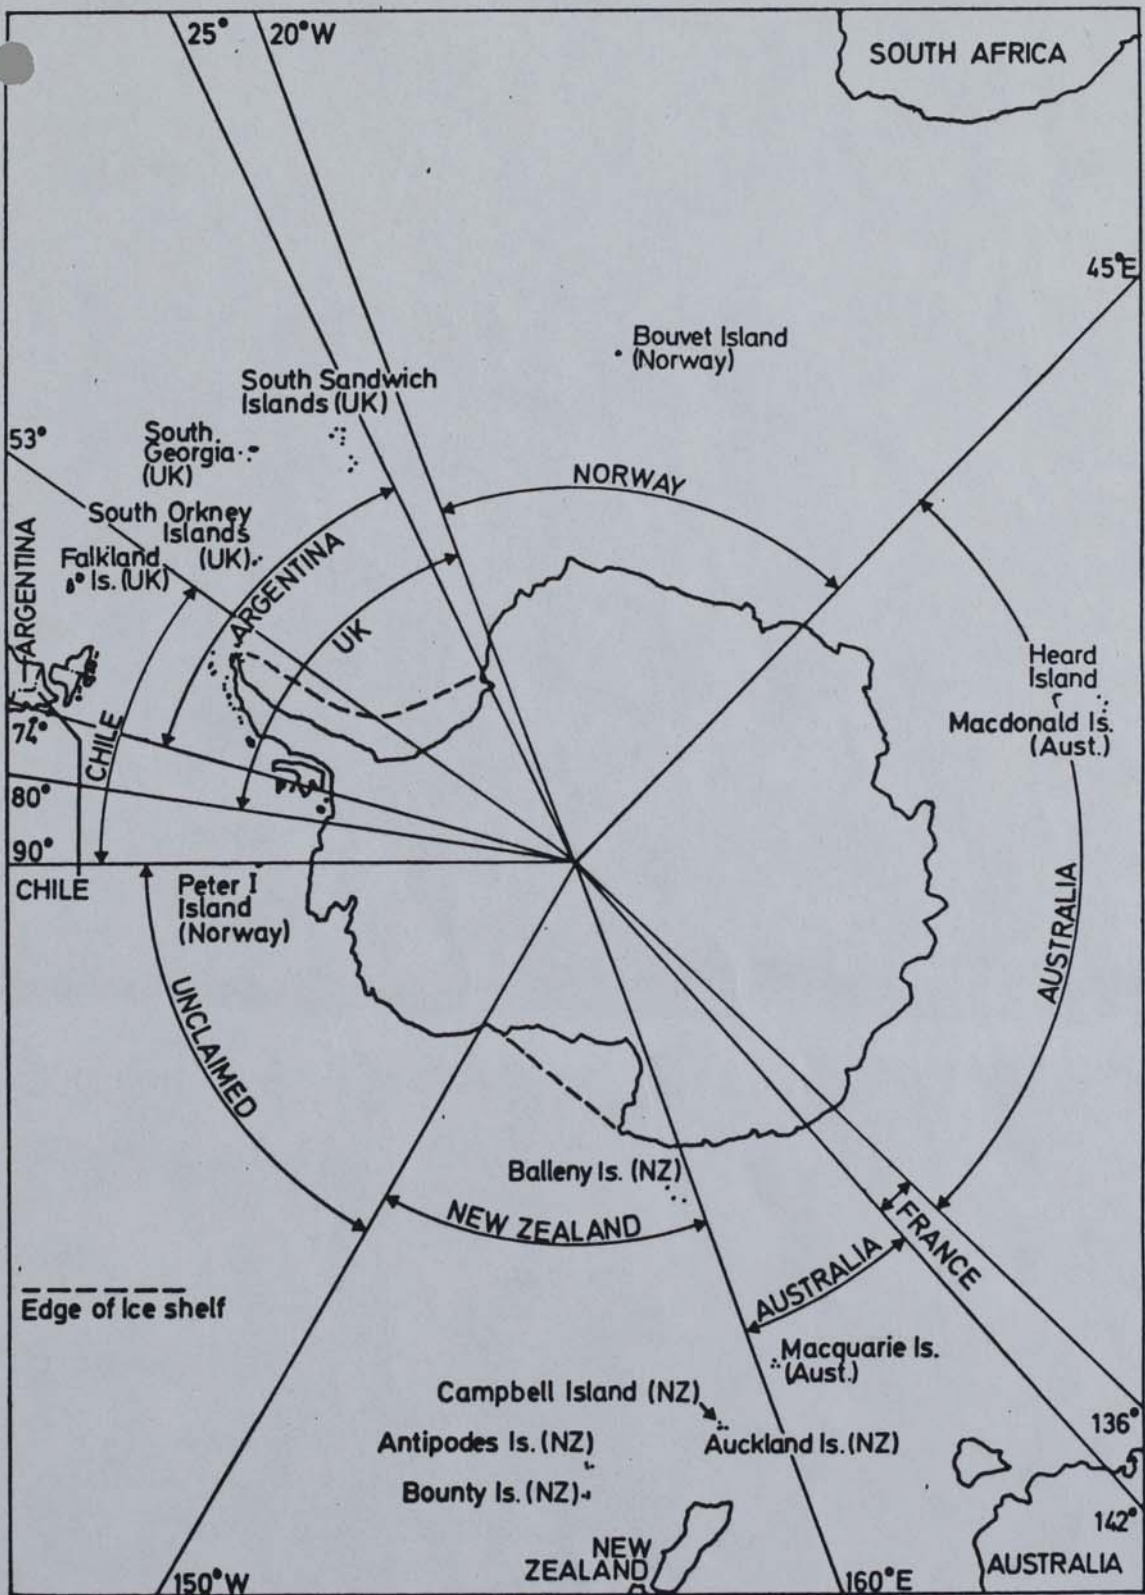 25°
20°W
SOUTH AFRICA
45°E
Bouvet Island
(Norway)
South Sandwich
Islands (UK)
53°
South
Georgia
(UK)
NORWAY
South Orkney
Islands
(UK)
Falkland
Is. (UK)
ARGENTINA
ARGENTINA
UK
Heard
Island
Macdonald Is.
(Aust.)
74°
CHILE
80°
90°
CHILE
Peter I
Island
(Norway)
AUSTRALIA
UNCLAIMED
Balleny Is. (NZ)
NEW ZEALAND
FRANCE
AUSTRALIA
Edge of Ice shelf
Macquarie Is.
(Aust.)
Campbell Island (NZ)
136°
Antipodes Is. (NZ)
Auckland Is. (NZ)
Bounty Is. (NZ)
142°
NEW
ZEALAND
AUSTRALIA
150°W
160°E